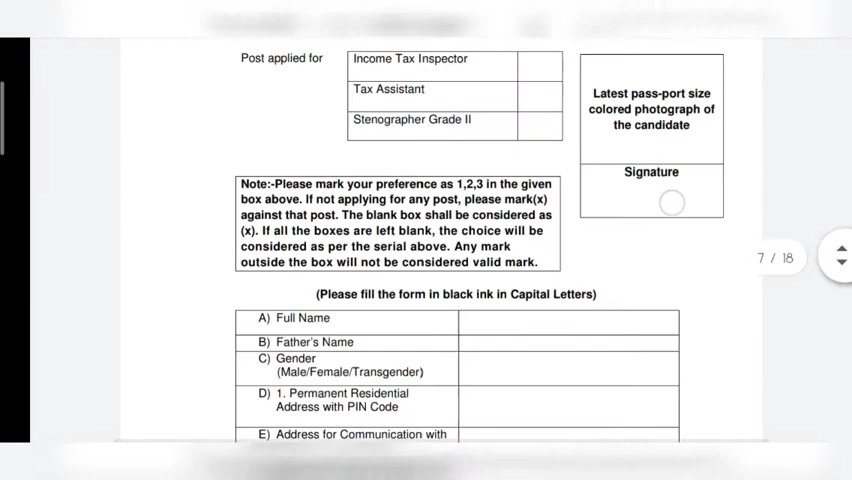 Post applied for
Income Tax Inspector
Tax Assistant
Stenographer Grade II
Latest pass-port size
colored photograph of
the candidate
Signature
Note:-Please mark your preference as 1,2,3 in the given
box above. If not applying for any post, please mark(x)
against that post. The blank box shall be considered as
(x). If all the boxes are left blank, the choice will be
considered as per the serial above. Any mark
outside the box will not be considered valid mark.
7 / 18
(Please fill the form in black ink in Capital Letters)
A) Full Name
B) Father's Name
C) Gender
(Male/Female/Transgender)
D) 1. Permanent Residential
Address with PIN Code
E) Address for Communication with